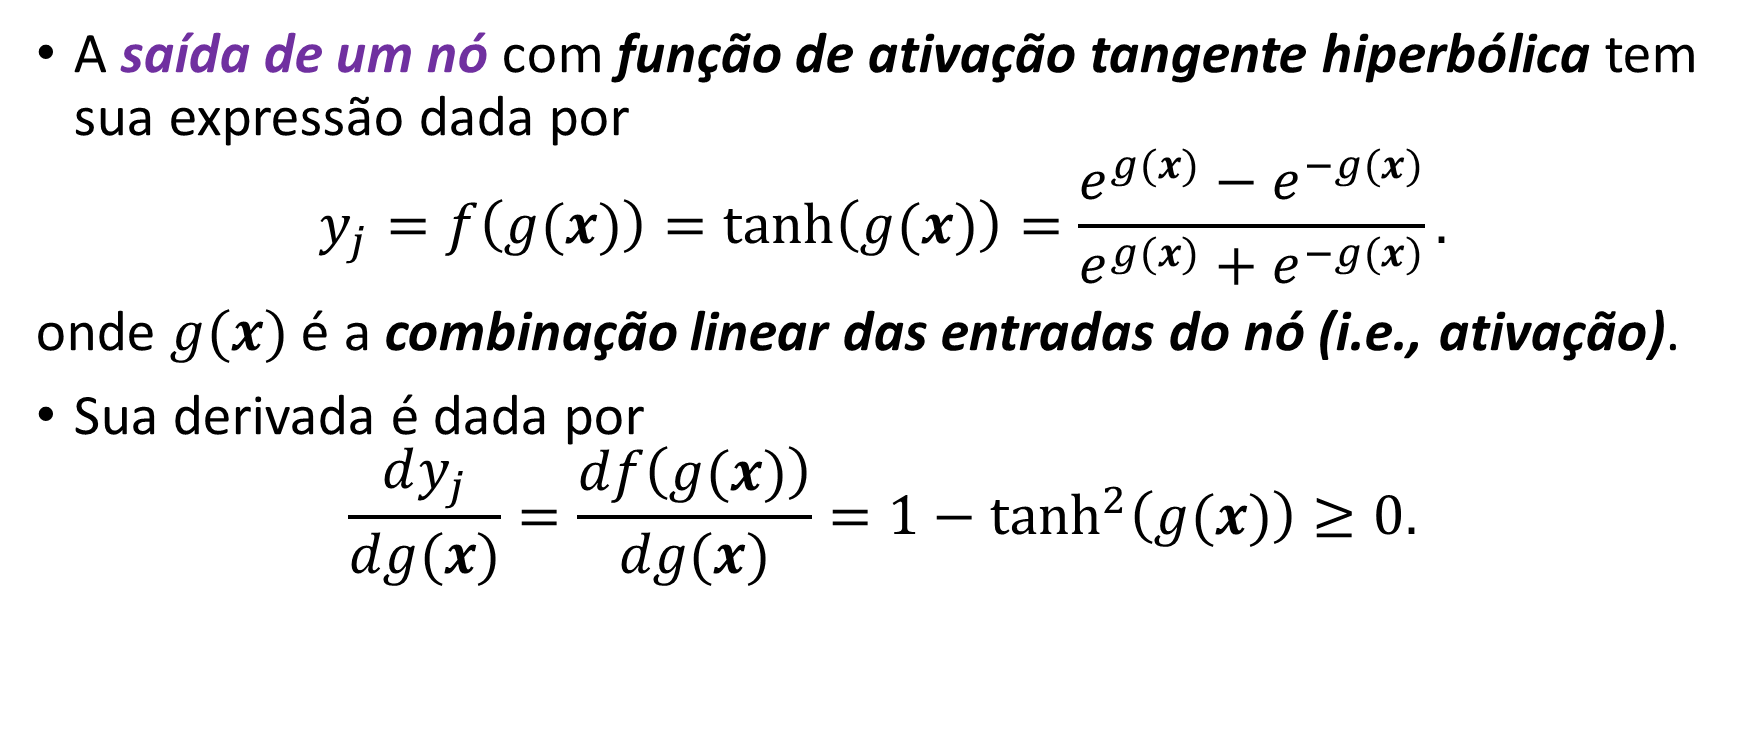 • A saída de um nó com função de ativação tangente hiperbólica tem
sua expressão dada por
y_j = f(g(x)) = tanh(g(x)) = (e^{g(x)} − e^{−g(x)}) / (e^{g(x)} + e^{−g(x)}).
onde g(x) é a combinação linear das entradas do nó (i.e., ativação).
• Sua derivada é dada por
dy_j / dg(x) = df(g(x)) / dg(x) = 1 − tanh²(g(x)) ≥ 0.